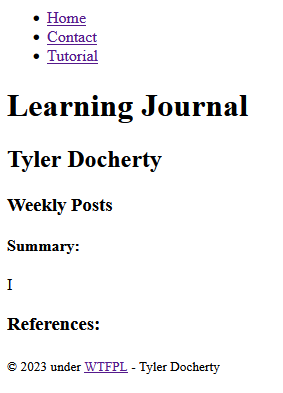 Home
Contact
Tutorial
Learning Journal
Tyler Docherty
Weekly Posts
Summary:
I
References:
© 2023 under WTFPL - Tyler Docherty